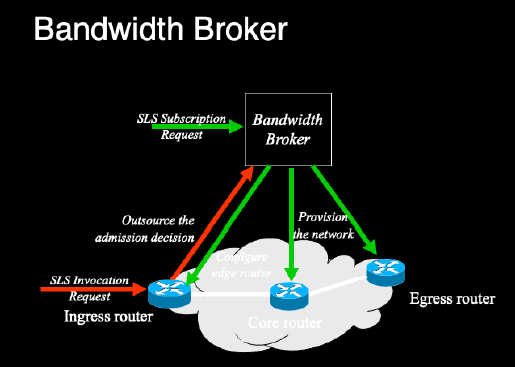 Bandwidth Broker
SLS Subscription
Request
Bandwidth
Broker
Outsource the
admission decision
Provision
the network
Configure
edge router
SLS Invocation
Request
Ingress router
Core router
Egress router